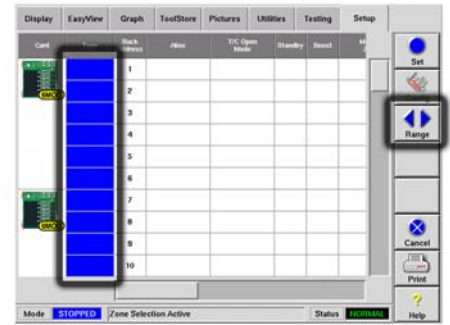 Display EasyView Graph ToolStore Pictures Utilities Testing Setup
Card Rack Address Alias T/C Open Mode Standby Boost
Set
1
6MO
2
3
Range
4
5
6
7
8
6MO
9
Cancel
10
Print
Mode STOPPED Zone Selection Active Status NORMAL Help